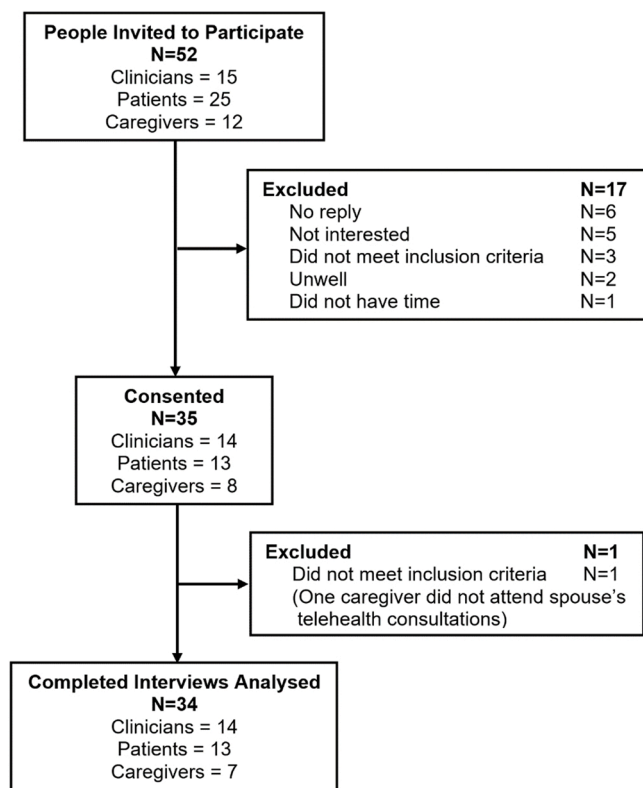 People Invited to Participate
N=52
Clinicians = 15
Patients = 25
Caregivers = 12
Excluded N=17
No reply N=6
Not interested N=5
Did not meet inclusion criteria N=3
Unwell N=2
Did not have time N=1
Consented
N=35
Clinicians = 14
Patients = 13
Caregivers = 8
Excluded N=1
Did not meet inclusion criteria N=1
(One caregiver did not attend spouse's
telehealth consultations)
Completed Interviews Analysed
N=34
Clinicians = 14
Patients = 13
Caregivers = 7